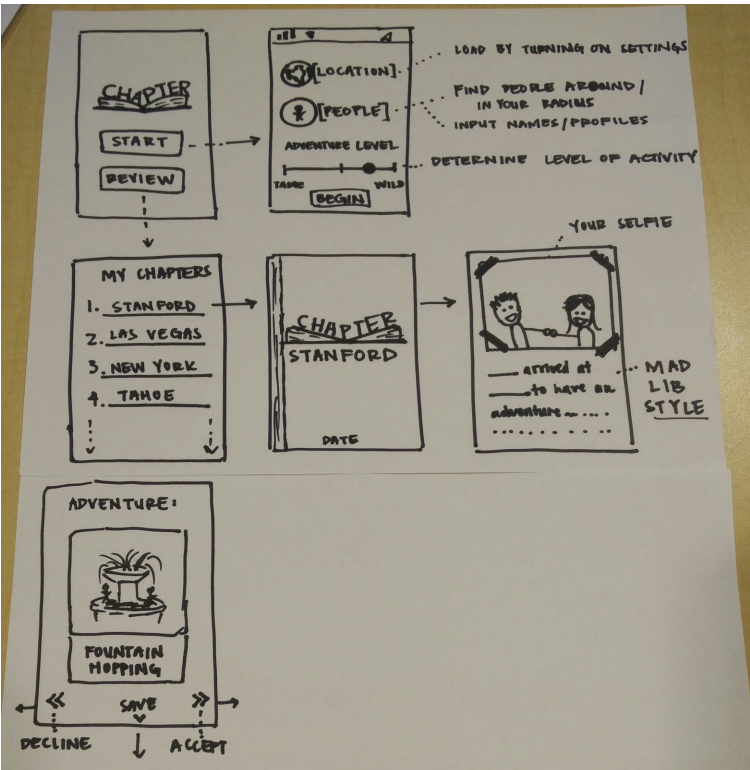 CHAPTER
START
REVIEW
[LOCATION]
[PEOPLE]
ADVENTURE LEVEL
TAME
WILD
BEGIN
LOAD BY TURNING ON SETTINGS
FIND PEOPLE AROUND/
IN YOUR RADIUS
INPUT NAMES/PROFILES
DETERMINE LEVEL OF ACTIVITY
MY CHAPTERS
1. STANFORD
2. LAS VEGAS
3. NEW YORK
4. TAHOE
CHAPTER
STANFORD
DATE
YOUR SELFIE
___ arrived at
___ to have an
adventure .....
MAD
LIB
STYLE
ADVENTURE:
FOUNTAIN
HOPPING
<< SAVE >>
DECLINE
ACCEPT